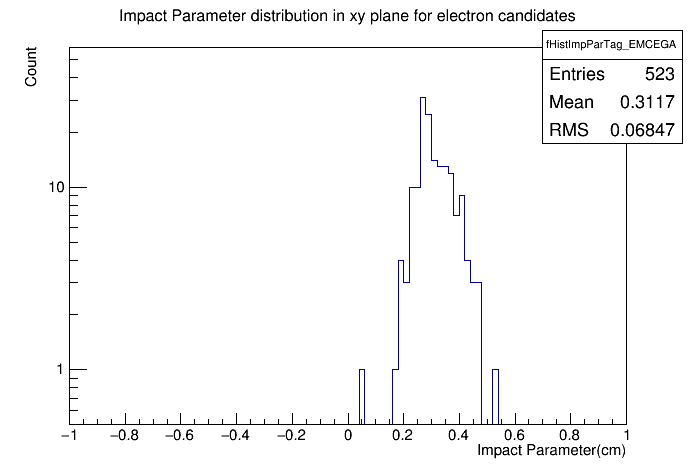 Impact Parameter distribution in xy plane for electron candidates
Count
fHistImpParTag_EMCEGA
Entries 523
Mean 0.3117
RMS 0.06847
10
1
−1 −0.8 −0.6 −0.4 −0.2 0 0.2 0.4 0.6 0.8 1
Impact Parameter(cm)